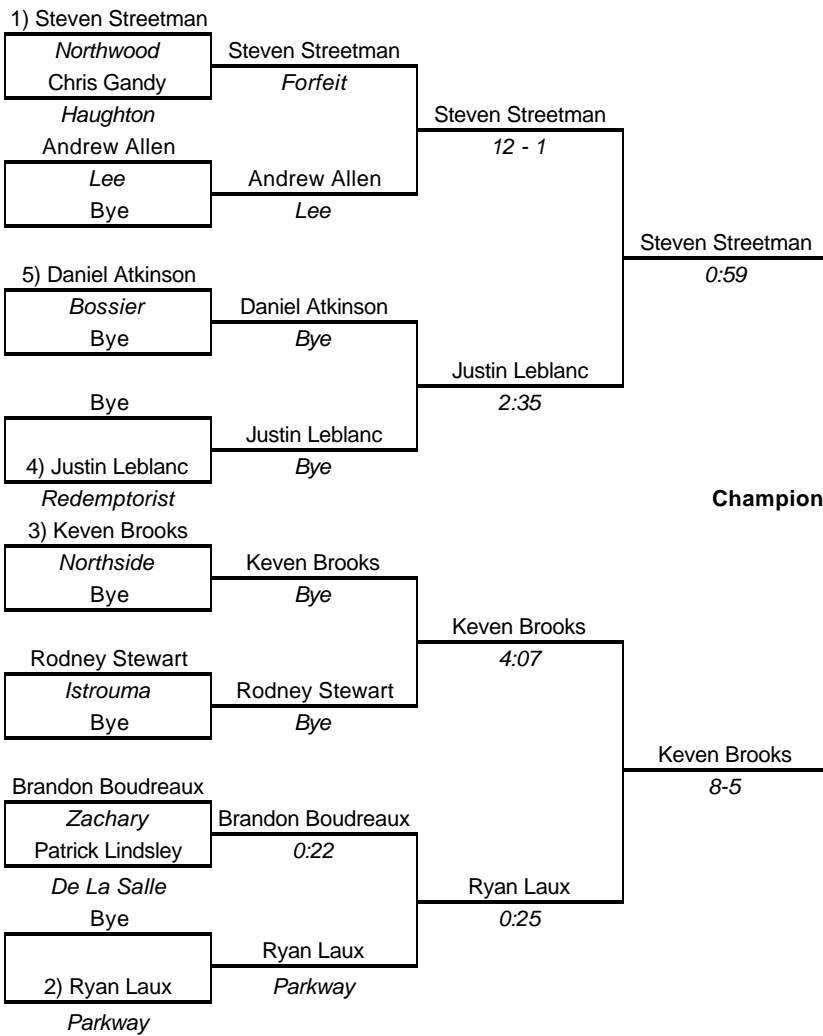 1) Steven Streetman
Northwood
Steven Streetman
Chris Gandy
Forfeit
Haughton
Steven Streetman
Andrew Allen
12 - 1
Lee
Andrew Allen
Bye
Lee
Steven Streetman
5) Daniel Atkinson
0:59
Bossier
Daniel Atkinson
Bye
Bye
Justin Leblanc
Bye
2:35
Justin Leblanc
4) Justin Leblanc
Bye
Redemptorist
Champion
3) Keven Brooks
Northside
Keven Brooks
Bye
Bye
Keven Brooks
Rodney Stewart
4:07
Istrouma
Rodney Stewart
Bye
Bye
Keven Brooks
Brandon Boudreaux
8-5
Zachary
Brandon Boudreaux
Patrick Lindsley
0:22
De La Salle
Ryan Laux
Bye
0:25
Ryan Laux
2) Ryan Laux
Parkway
Parkway